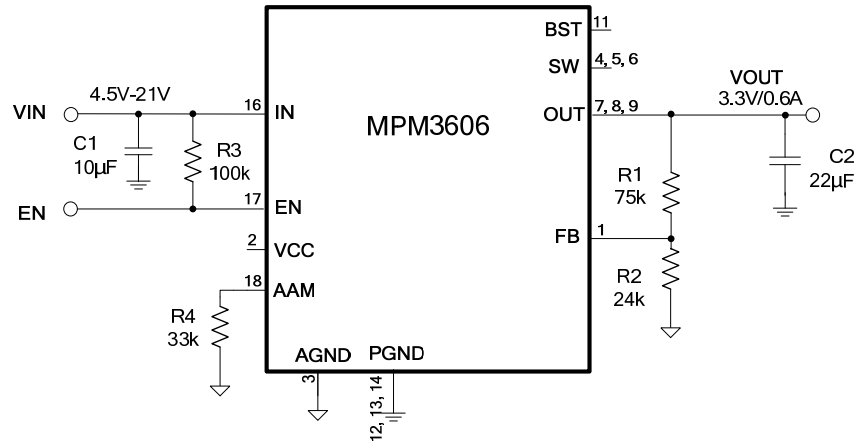 BST
11
SW
4, 5, 6
VIN
4.5V-21V
16
IN
MPM3606
OUT
7, 8, 9
VOUT
3.3V/0.6A
C1
10μF
R3
100k
R1
75k
C2
22μF
EN
17
EN
FB
1
2
VCC
18
AAM
R2
24k
R4
33k
AGND
PGND
3
12, 13, 14